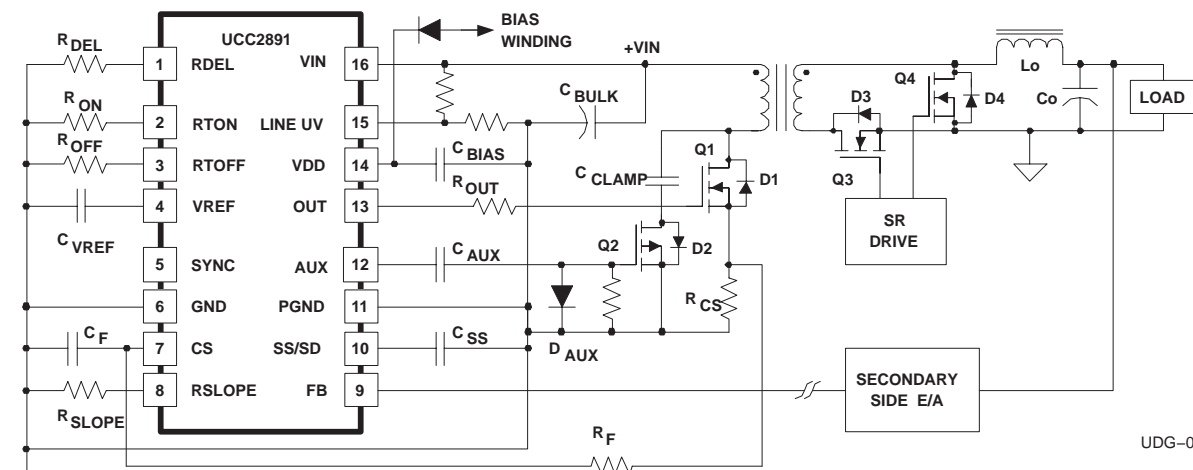 UCC2891
BIAS
WINDING
+VIN
RDEL
1 RDEL
VIN 16
RON
2 RTON
LINE UV 15
CBULK
ROFF
3 RTOFF
VDD 14
CBIAS
4 VREF
OUT 13
ROUT
CVREF
5 SYNC
AUX 12
CAUX
6 GND
PGND 11
CF
7 CS
SS/SD 10
CSS
8 RSLOPE
FB 9
RSLOPE
CCLAMP
Q1
D1
Q2
D2
RCS
DAUX
RF
Q4
D4
D3
Q3
Lo
Co
LOAD
SR
DRIVE
SECONDARY
SIDE E/A
UDG–0